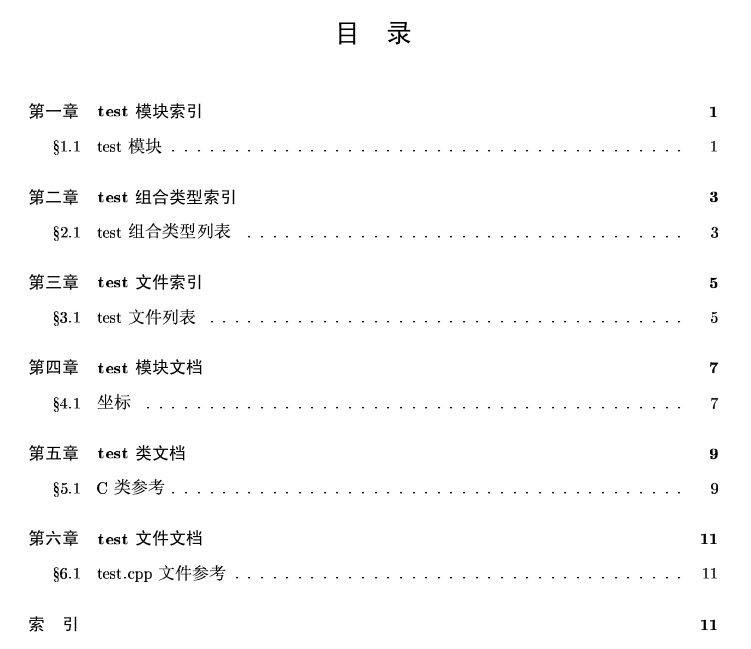 目 录
第一章 test 模块索引 1
§1.1 test 模块 . . . . . . . . . . . . . . . . . . . . . . . . . . . . . . . . . . . . . . . . . 1
第二章 test 组合类型索引 3
§2.1 test 组合类型列表 . . . . . . . . . . . . . . . . . . . . . . . . . . . . . . . . . . . 3
第三章 test 文件索引 5
§3.1 test 文件列表 . . . . . . . . . . . . . . . . . . . . . . . . . . . . . . . . . . . . . . 5
第四章 test 模块文档 7
§4.1 坐标 . . . . . . . . . . . . . . . . . . . . . . . . . . . . . . . . . . . . . . . . . . . 7
第五章 test 类文档 9
§5.1 C 类参考 . . . . . . . . . . . . . . . . . . . . . . . . . . . . . . . . . . . . . . . . . 9
第六章 test 文件文档 11
§6.1 test.cpp 文件参考 . . . . . . . . . . . . . . . . . . . . . . . . . . . . . . . . . . . . 11
索 引 11